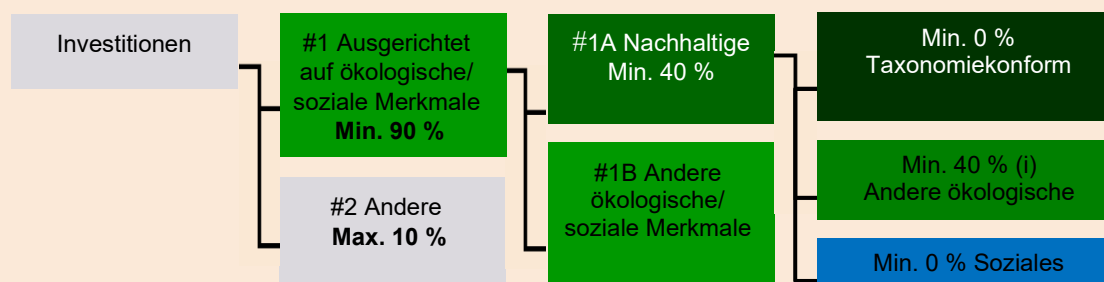 Investitionen
#1 Ausgerichtet
auf ökologische/
soziale Merkmale
Min. 90 %
#2 Andere
Max. 10 %
#1A Nachhaltige
Min. 40 %
#1B Andere
ökologische/
soziale Merkmale
Min. 0 %
Taxonomiekonform
Min. 40 % (i)
Andere ökologische
Min. 0 % Soziales